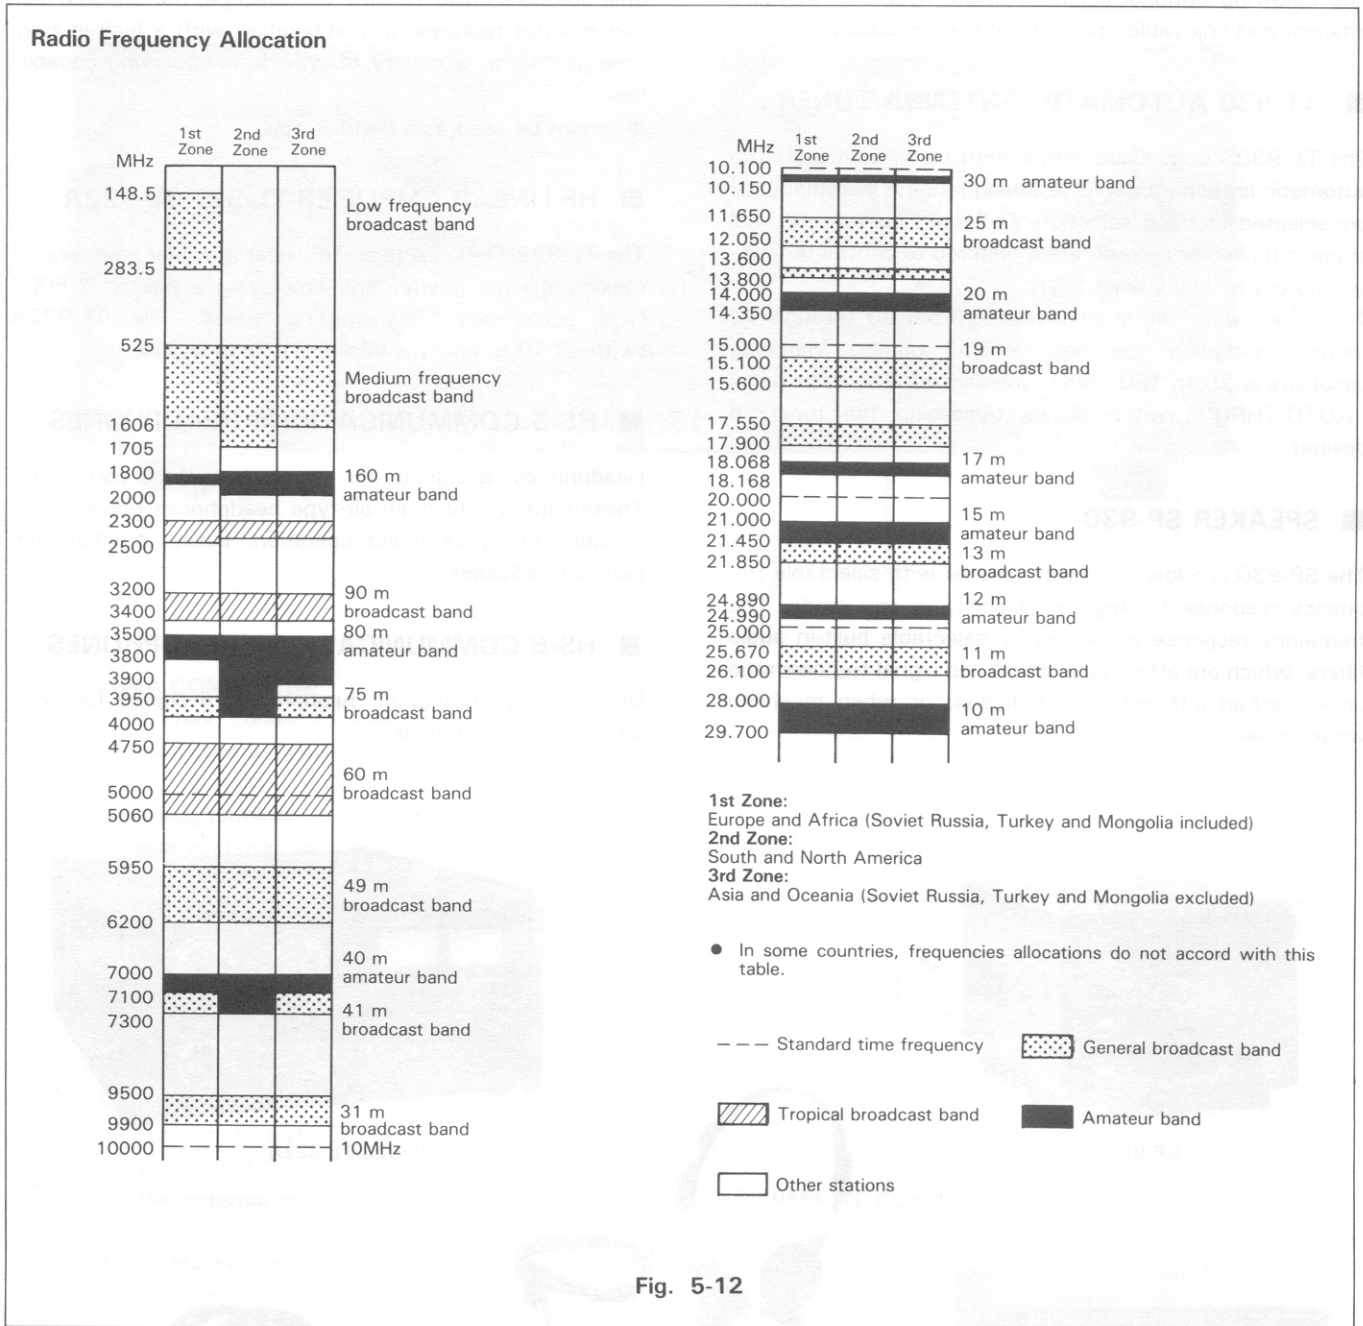 Radio Frequency Allocation
1st Zone
2nd Zone
3rd Zone
MHz
148.5
Low frequency
broadcast band
283.5
525
Medium frequency
broadcast band
1606
1705
1800
160 m
amateur band
2000
2300
2500
3200
90 m
broadcast band
3400
3500
80 m
amateur band
3800
3900
75 m
broadcast band
3950
4000
4750
60 m
broadcast band
5000
5060
5950
49 m
broadcast band
6200
7000
40 m
amateur band
7100
41 m
broadcast band
7300
9500
31 m
broadcast band
9900
10000
10MHz
MHz
1st Zone
2nd Zone
3rd Zone
10.100
10.150
30 m amateur band
11.650
25 m
broadcast band
12.050
13.600
13.800
14.000
20 m
amateur band
14.350
15.000
19 m
broadcast band
15.100
15.600
17.550
17.900
18.068
17 m
amateur band
18.168
20.000
21.000
15 m
amateur band
21.450
13 m
broadcast band
21.850
24.890
12 m
amateur band
24.990
25.000
25.670
11 m
broadcast band
26.100
28.000
10 m
amateur band
29.700
1st Zone:
Europe and Africa (Soviet Russia, Turkey and Mongolia included)
2nd Zone:
South and North America
3rd Zone:
Asia and Oceania (Soviet Russia, Turkey and Mongolia excluded)
● In some countries, frequencies allocations do not accord with this
table.
Standard time frequency
General broadcast band
Tropical broadcast band
Amateur band
Other stations
Fig. 5-12